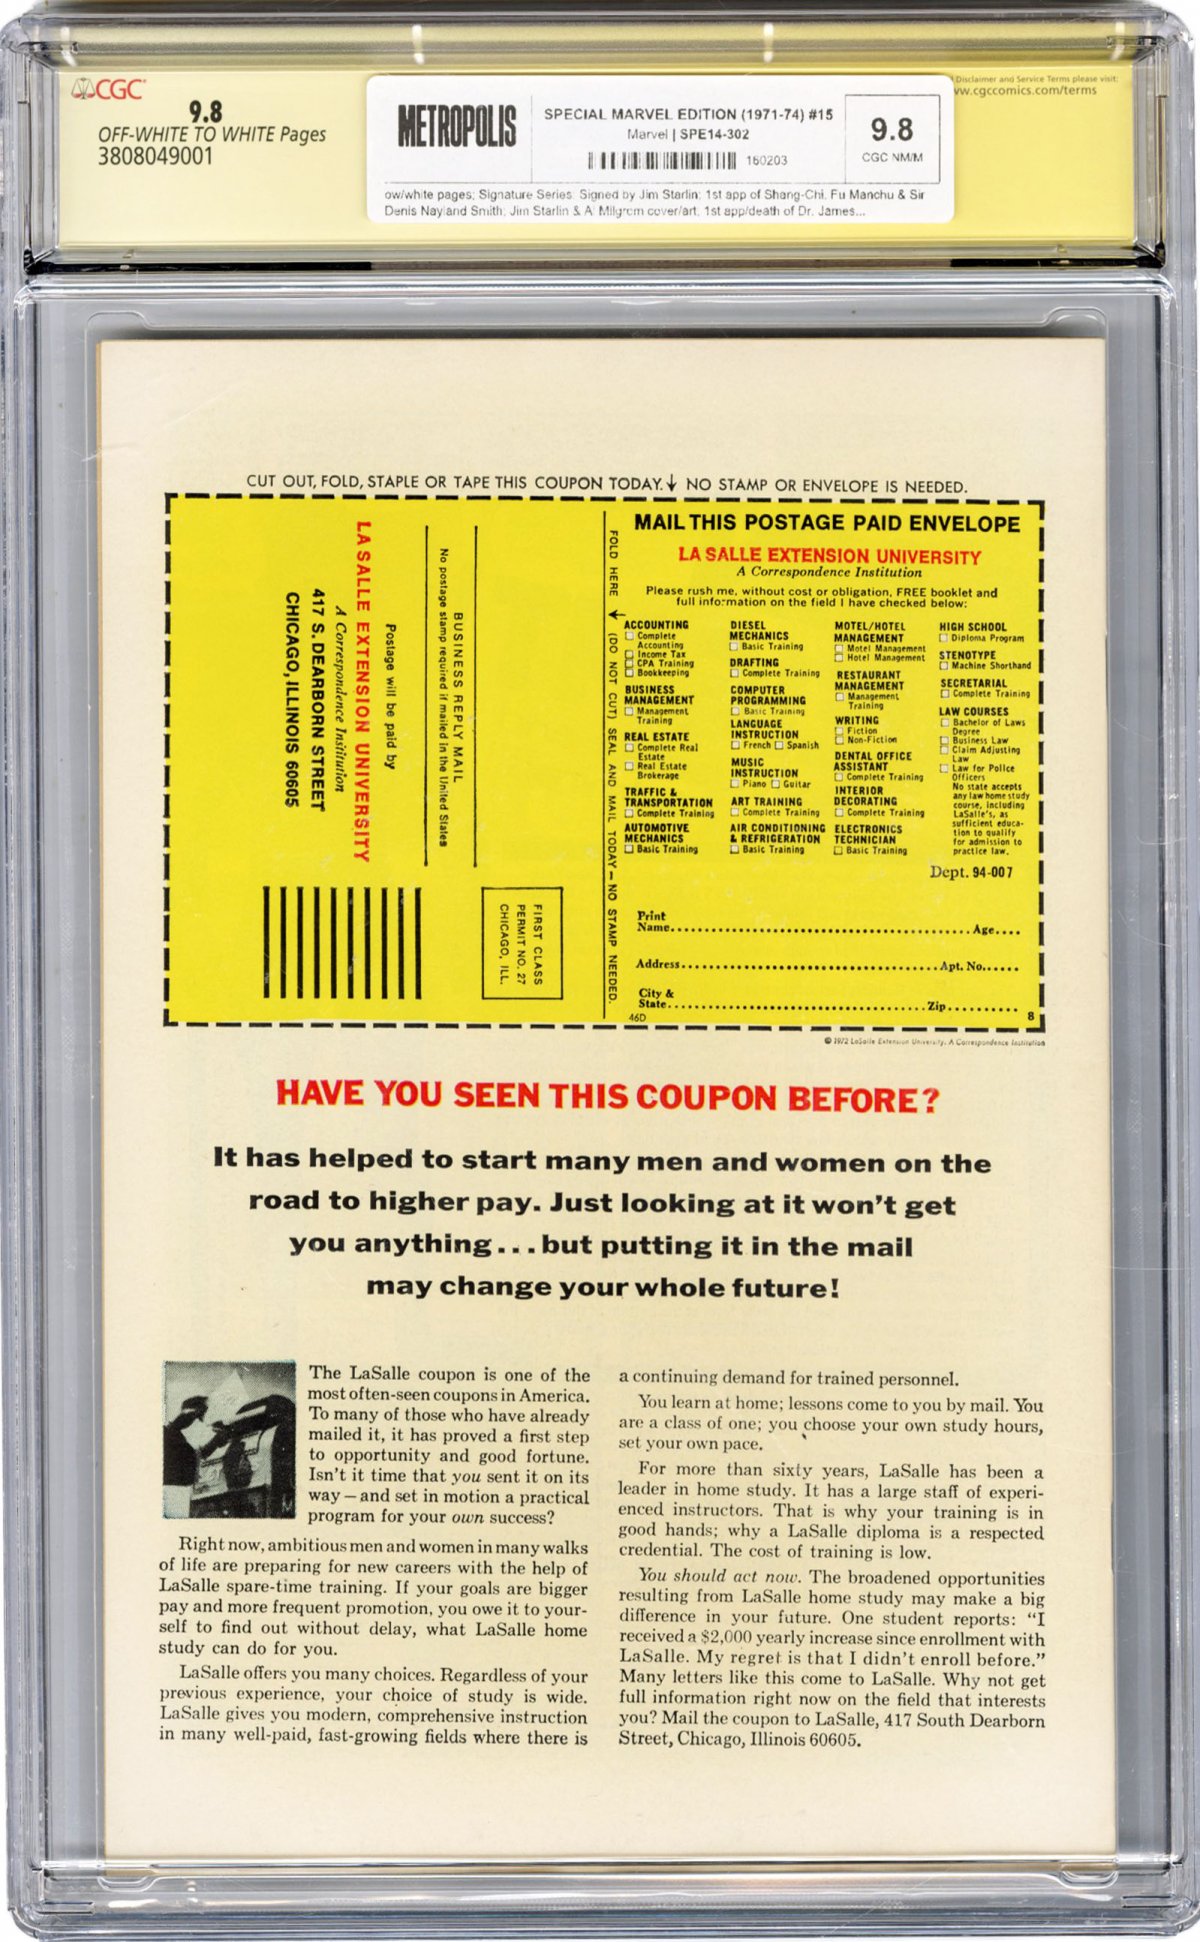 CGC
9.8
OFF-WHITE TO WHITE Pages
3808049001
METROPOLIS
SPECIAL MARVEL EDITION (1971-74) #15
Marvel | SPE14-302
160203
9.8
CGC NM/M
ow/white pages; Signature Series. Signed by Jim Starlin; 1st app of Shang-Chi, Fu Manchu & Sir
Denis Nayland Smith; Jim Starlin & Al Milgrom cover/art; 1st app/death of Dr. James...
Disclaimer and Service Terms please visit:
ww.cgccomics.com/terms
CUT OUT, FOLD, STAPLE OR TAPE THIS COUPON TODAY. ↓ NO STAMP OR ENVELOPE IS NEEDED.
BUSINESS REPLY MAIL
No postage stamp required if mailed in the United States
Postage will be paid by
LA SALLE EXTENSION UNIVERSITY
A Correspondence Institution
417 S. DEARBORN STREET
CHICAGO, ILLINOIS 60605
FIRST CLASS
PERMIT NO. 27
CHICAGO, ILL.
FOLD HERE → (DO NOT CUT) SEAL AND MAIL TODAY — NO STAMP NEEDED.
MAIL THIS POSTAGE PAID ENVELOPE
LA SALLE EXTENSION UNIVERSITY
A Correspondence Institution
Please rush me, without cost or obligation, FREE booklet and
full information on the field I have checked below:
ACCOUNTING
☐ Complete
Accounting
☐ Income Tax
☐ CPA Training
☐ Bookkeeping
BUSINESS
MANAGEMENT
☐ Management
Training
REAL ESTATE
☐ Complete Real
Estate
☐ Real Estate
Brokerage
TRAFFIC &
TRANSPORTATION
☐ Complete Training
AUTOMOTIVE
MECHANICS
☐ Basic Training
DIESEL
MECHANICS
☐ Basic Training
DRAFTING
☐ Complete Training
COMPUTER
PROGRAMMING
☐ Basic Training
LANGUAGE
INSTRUCTION
☐ French ☐ Spanish
MUSIC
INSTRUCTION
☐ Piano ☐ Guitar
ART TRAINING
☐ Complete Training
AIR CONDITIONING
& REFRIGERATION
☐ Basic Training
MOTEL/HOTEL
MANAGEMENT
☐ Motel Management
☐ Hotel Management
RESTAURANT
MANAGEMENT
☐ Management
Training
WRITING
☐ Fiction
☐ Non-Fiction
DENTAL OFFICE
ASSISTANT
☐ Complete Training
INTERIOR
DECORATING
☐ Complete Training
ELECTRONICS
TECHNICIAN
☐ Basic Training
HIGH SCHOOL
☐ Diploma Program
STENOTYPE
☐ Machine Shorthand
SECRETARIAL
☐ Complete Training
LAW COURSES
☐ Bachelor of Laws
Degree
☐ Business Law
☐ Claim Adjusting
Law
☐ Law for Police
Officers
No state accepts
any law home study
course, including
LaSalle's, as
sufficient educa-
tion to qualify
for admission to
practice law.
Dept. 94-007
Print
Name........Age....
Address........Apt. No......
City &
State........Zip........
46D
8
© 1972 LaSalle Extension University. A Correspondence Institution
HAVE YOU SEEN THIS COUPON BEFORE?
It has helped to start many men and women on the
road to higher pay. Just looking at it won't get
you anything...but putting it in the mail
may change your whole future!
The LaSalle coupon is one of the
most often-seen coupons in America.
To many of those who have already
mailed it, it has proved a first step
to opportunity and good fortune.
Isn't it time that you sent it on its
way—and set in motion a practical
program for your own success?
Right now, ambitious men and women in many walks
of life are preparing for new careers with the help of
LaSalle spare-time training. If your goals are bigger
pay and more frequent promotion, you owe it to your-
self to find out without delay, what LaSalle home
study can do for you.
LaSalle offers you many choices. Regardless of your
previous experience, your choice of study is wide.
LaSalle gives you modern, comprehensive instruction
in many well-paid, fast-growing fields where there is
a continuing demand for trained personnel.
You learn at home; lessons come to you by mail. You
are a class of one; you choose your own study hours,
set your own pace.
For more than sixty years, LaSalle has been a
leader in home study. It has a large staff of experi-
enced instructors. That is why your training is in
good hands; why a LaSalle diploma is a respected
credential. The cost of training is low.
You should act now. The broadened opportunities
resulting from LaSalle home study may make a big
difference in your future. One student reports: "I
received a $2,000 yearly increase since enrollment with
LaSalle. My regret is that I didn't enroll before."
Many letters like this come to LaSalle. Why not get
full information right now on the field that interests
you? Mail the coupon to LaSalle, 417 South Dearborn
Street, Chicago, Illinois 60605.